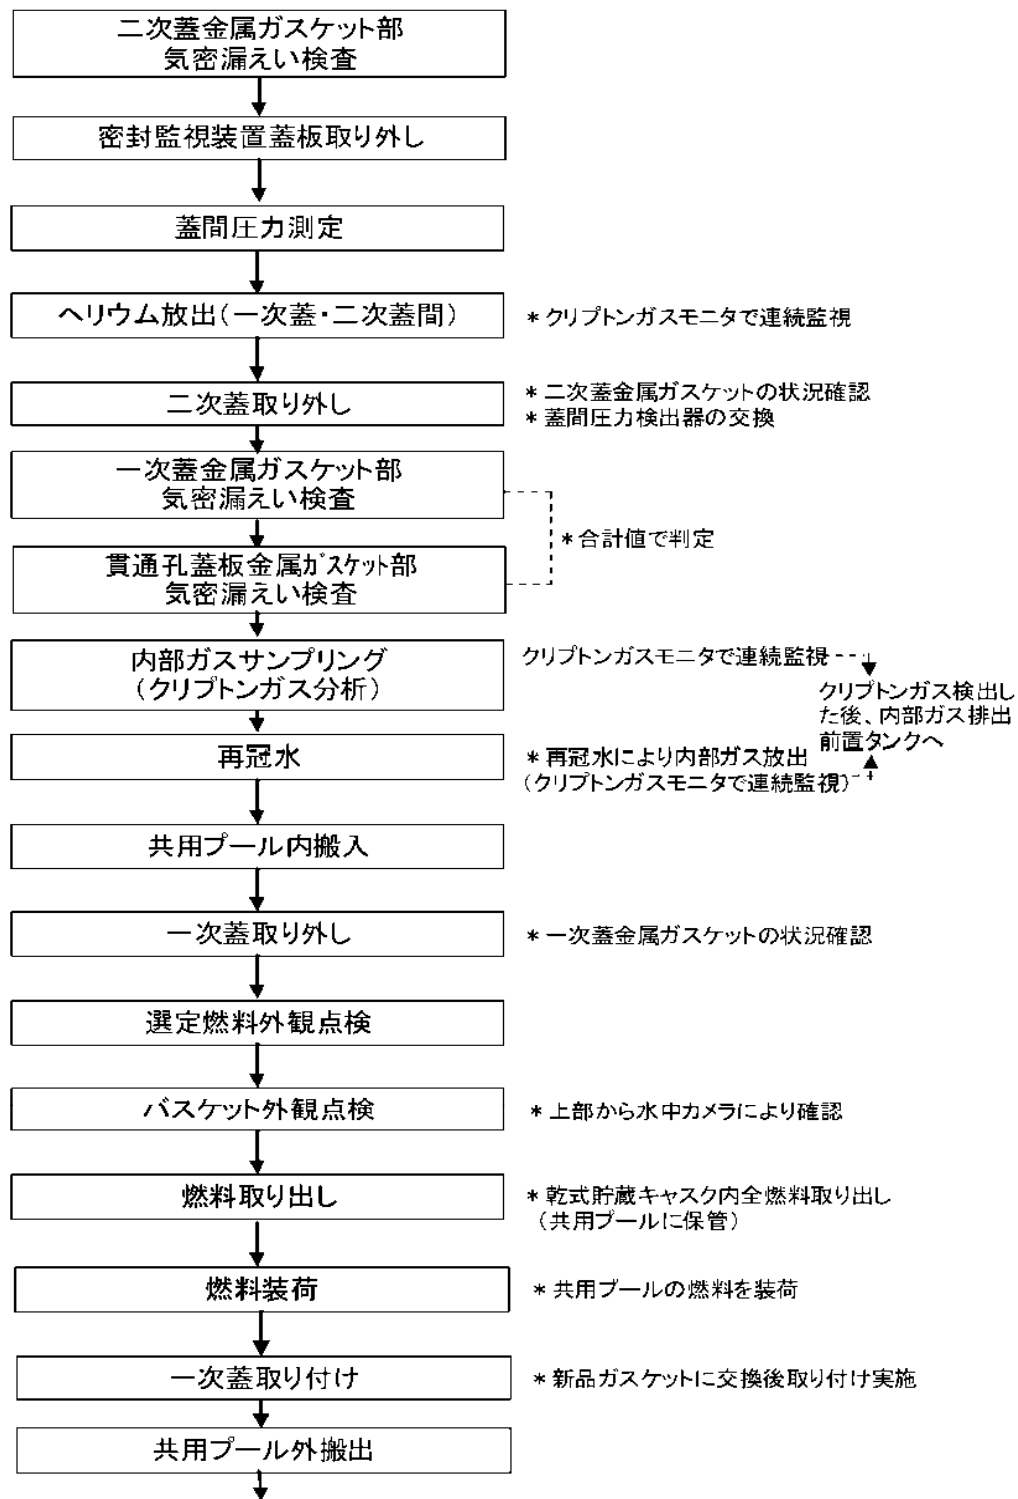 二次蓋金属ガスケット部
気密漏えい検査
密封監視装置蓋板取り外し
蓋間圧力測定
ヘリウム放出(一次蓋・二次蓋間)
＊クリプトンガスモニタで連続監視
二次蓋取り外し
＊二次蓋金属ガスケットの状況確認
＊蓋間圧力検出器の交換
一次蓋金属ガスケット部
気密漏えい検査
＊合計値で判定
貫通孔蓋板金属ガスケット部
気密漏えい検査
内部ガスサンプリング
(クリプトンガス分析)
クリプトンガスモニタで連続監視
クリプトンガス検出し
た後、内部ガス排出
前置タンクへ
再冠水
＊再冠水により内部ガス放出
(クリプトンガスモニタで連続監視)
共用プール内搬入
一次蓋取り外し
＊一次蓋金属ガスケットの状況確認
選定燃料外観点検
バスケット外観点検
＊上部から水中カメラにより確認
燃料取り出し
＊乾式貯蔵キャスク内全燃料取り出し
(共用プールに保管)
燃料装荷
＊共用プールの燃料を装荷
一次蓋取り付け
＊新品ガスケットに交換後取り付け実施
共用プール外搬出